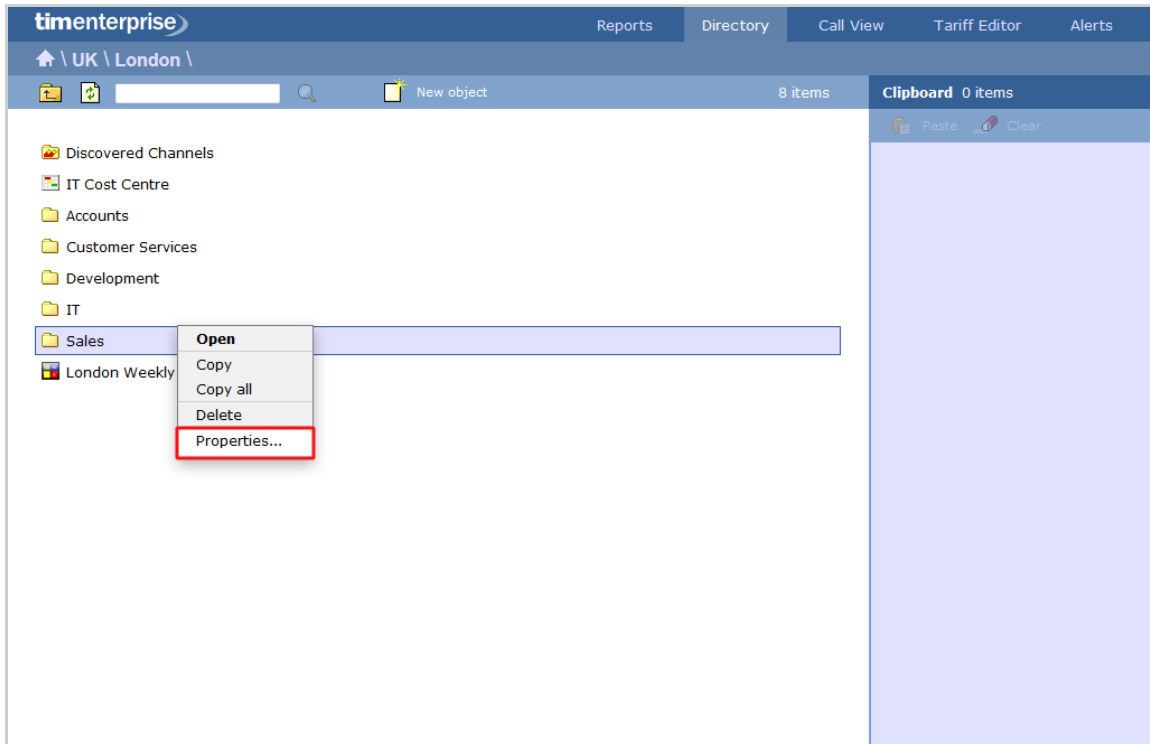 timenterprise Reports Directory Call View Tariff Editor Alerts
\ UK \ London \
New object 8 items Clipboard 0 items
Paste Clear
Discovered Channels
IT Cost Centre
Accounts
Customer Services
Development
IT
Sales
London Weekly
Open
Copy
Copy all
Delete
Properties...